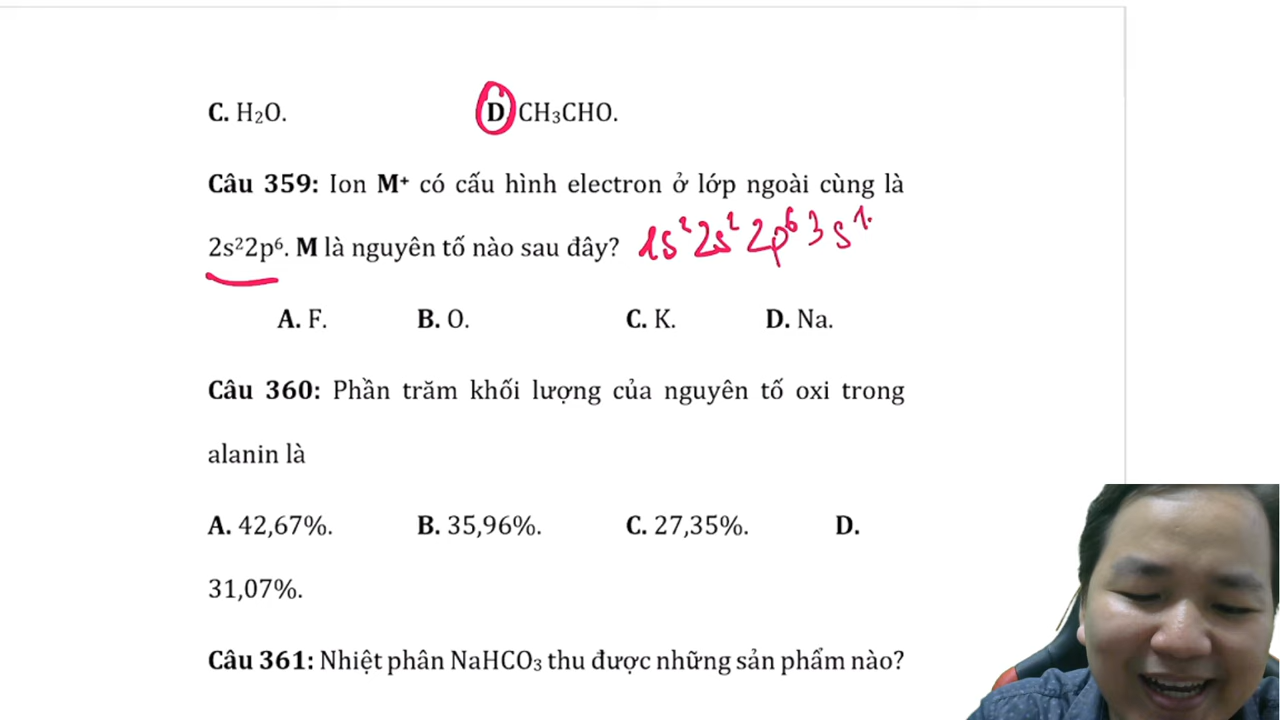 C. H₂O. D. CH₃CHO.
Câu 359: Ion M⁺ có cấu hình electron ở lớp ngoài cùng là
2s²2p⁶. M là nguyên tố nào sau đây? 1s²2s²2p⁶3s¹
A. F. B. O. C. K. D. Na.
Câu 360: Phần trăm khối lượng của nguyên tố oxi trong
alanin là
A. 42,67%. B. 35,96%. C. 27,35%. D.
31,07%.
Câu 361: Nhiệt phân NaHCO₃ thu được những sản phẩm nào?